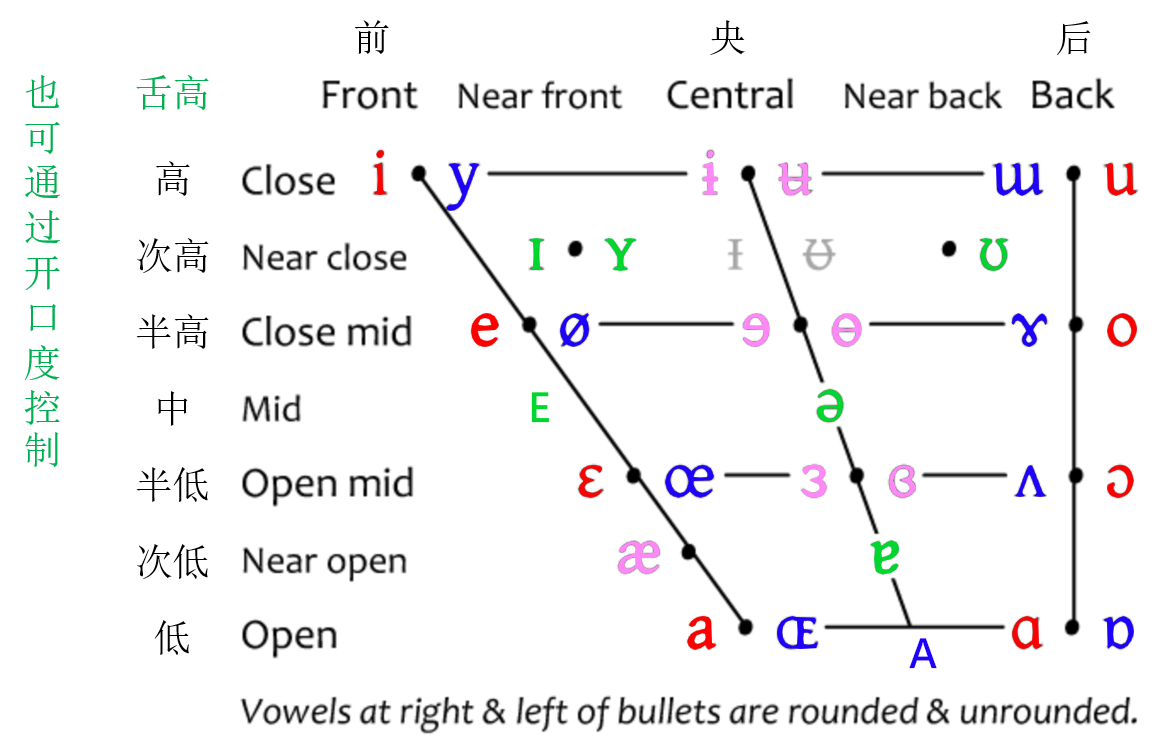 前 央 后
舌高 Front Near front Central Near back Back
高 Close i y ɨ ʉ ɯ u
次高 Near close ɪ ʏ ᵻ ᵿ ʊ
半高 Close mid e ø ɘ ɵ ɤ o
中 Mid E ə
半低 Open mid ɛ œ ɜ ɞ ʌ ɔ
次低 Near open æ ɐ
低 Open a ɶ A ɑ ɒ
Vowels at right & left of bullets are rounded & unrounded.
也可通过开口度控制